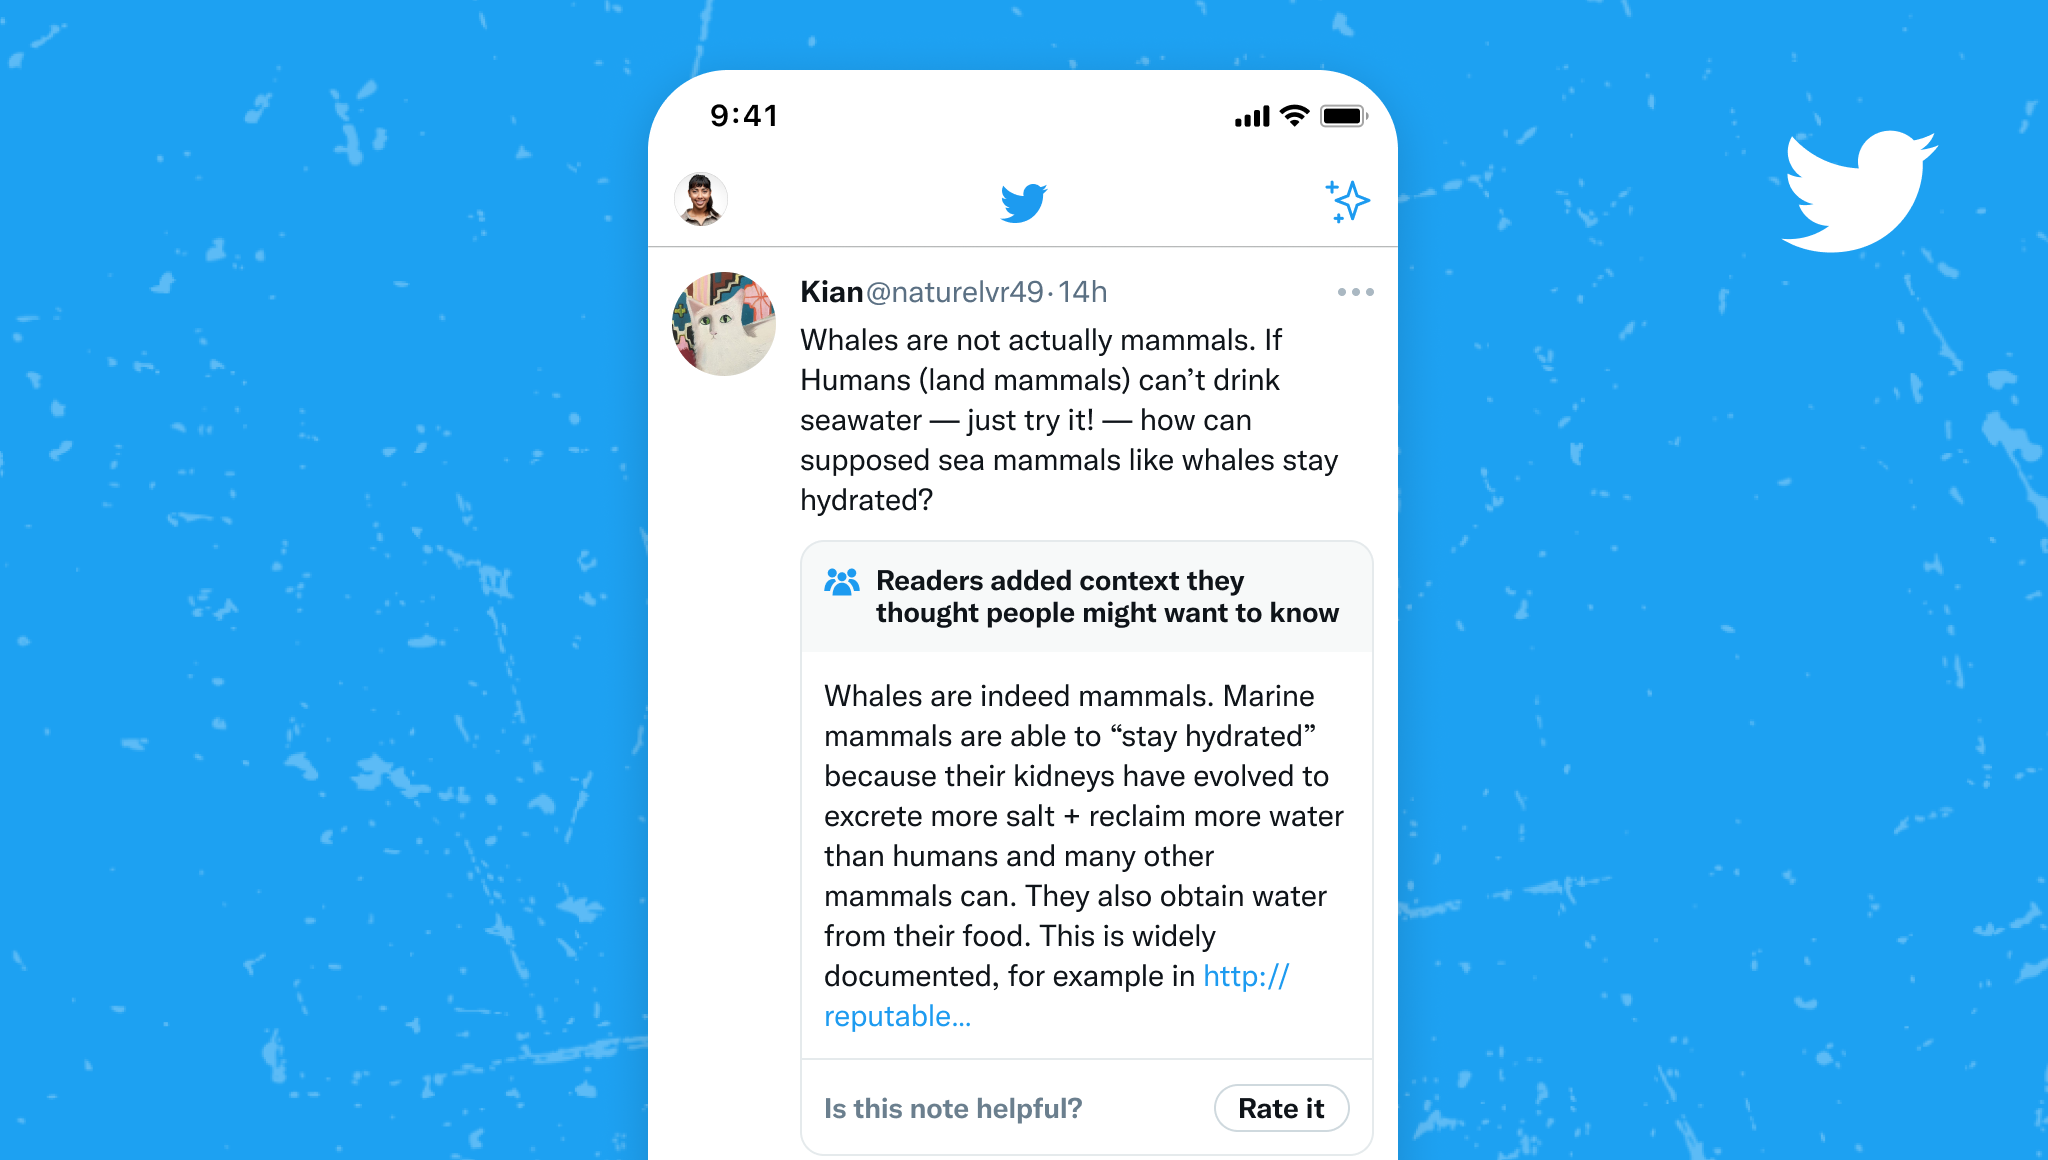 9:41
Kian@naturelvr49·14h
Whales are not actually mammals. If
Humans (land mammals) can’t drink
seawater — just try it! — how can
supposed sea mammals like whales stay
hydrated?
Readers added context they
thought people might want to know
Whales are indeed mammals. Marine
mammals are able to “stay hydrated”
because their kidneys have evolved to
excrete more salt + reclaim more water
than humans and many other
mammals can. They also obtain water
from their food. This is widely
documented, for example in http://
reputable...
Is this note helpful?
Rate it